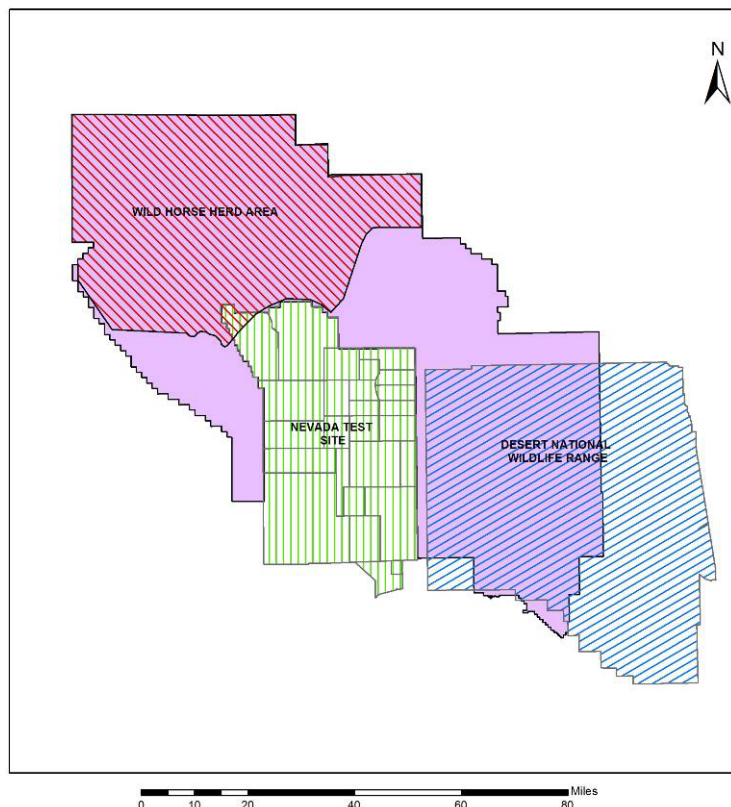 N
WILD HORSE HERD AREA
NEVADA TEST
SITE
DESERT NATIONAL
WILDLIFE RANGE
Miles
0 10 20 40 60 80